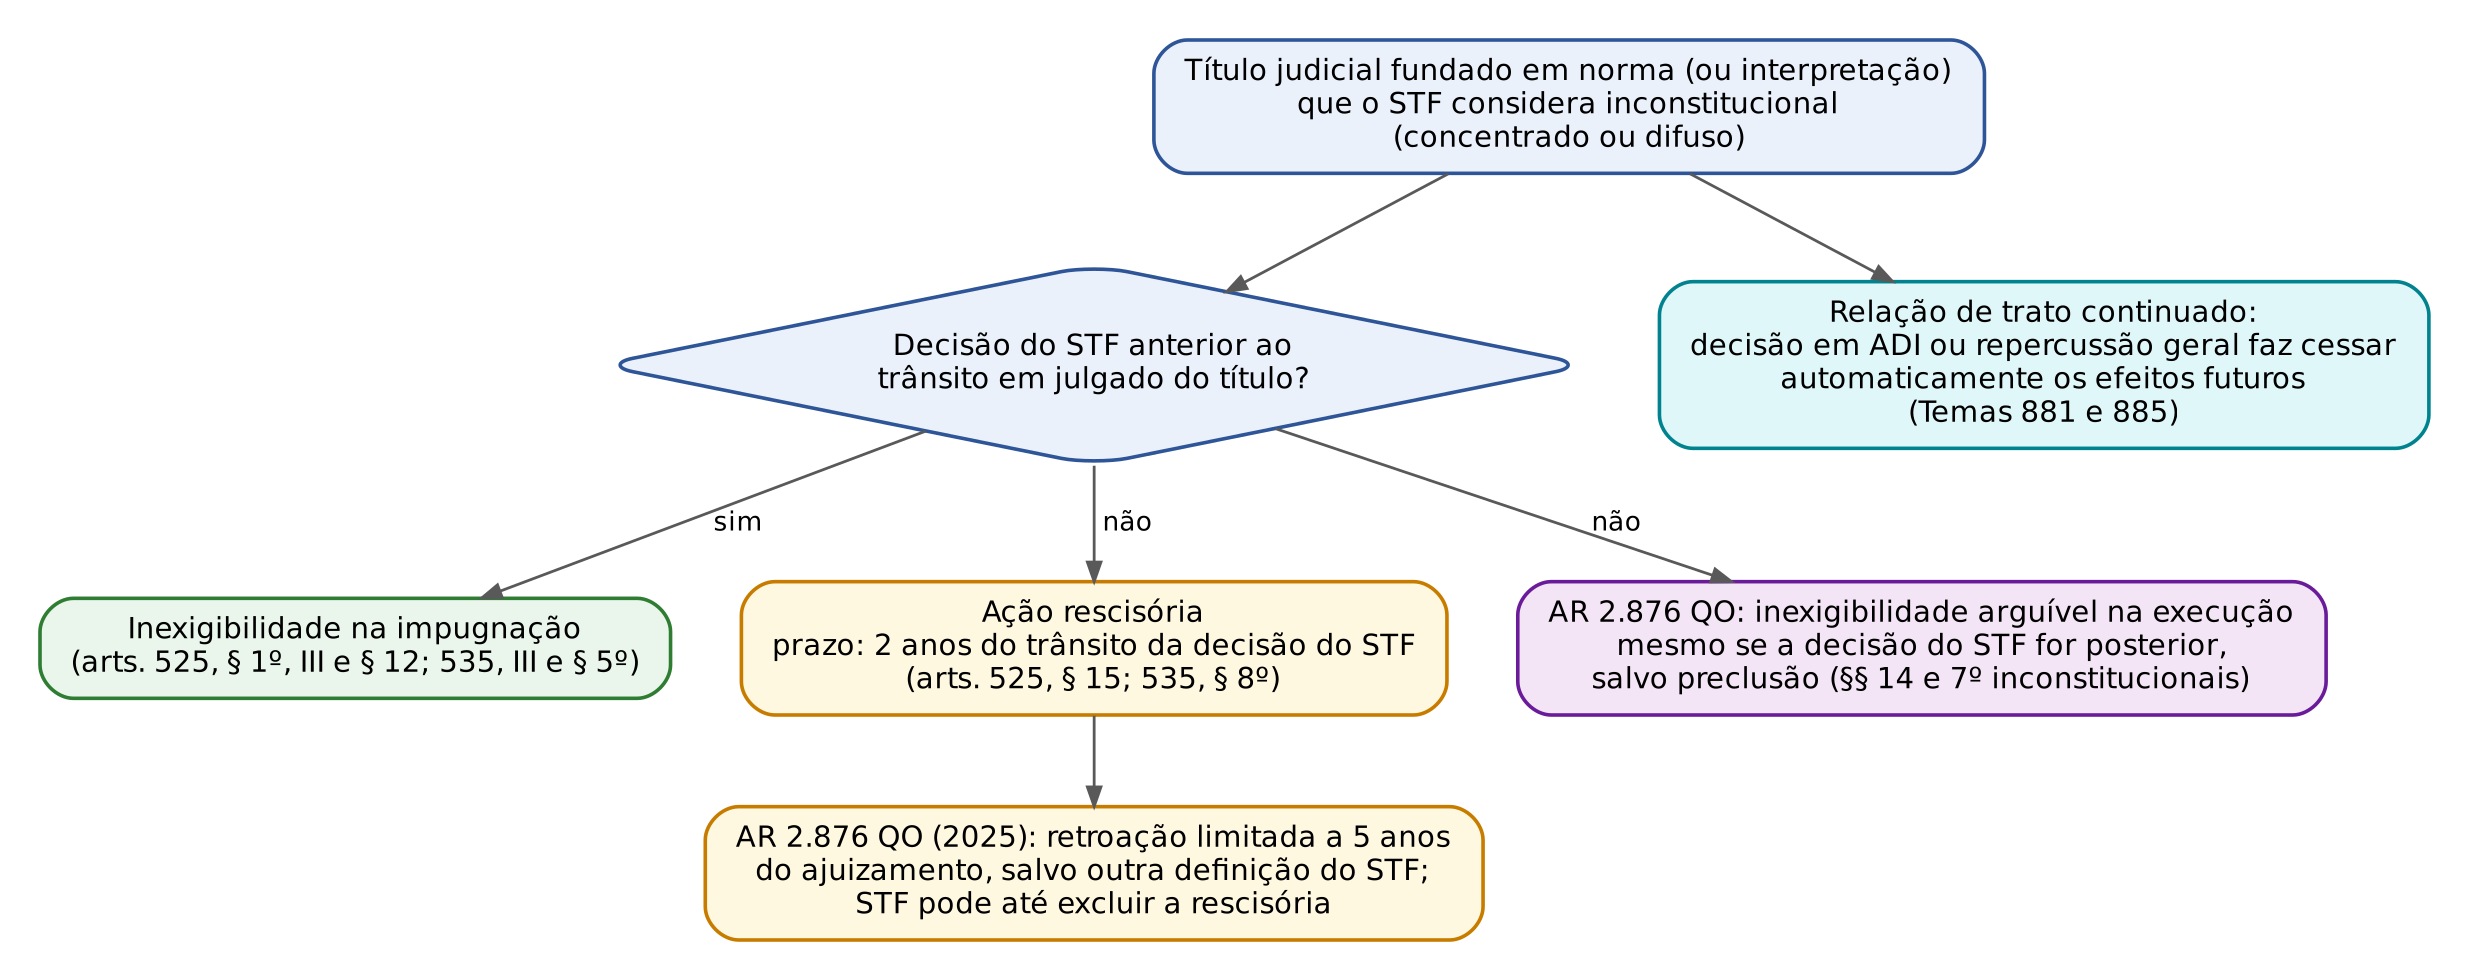 Título judicial fundado em norma (ou interpretação)
que o STF considera inconstitucional
(concentrado ou difuso)
Decisão do STF anterior ao
trânsito em julgado do título?
Relação de trato continuado:
decisão em ADI ou repercussão geral faz cessar
automaticamente os efeitos futuros
(Temas 881 e 885)
sim
não
não
Inexigibilidade na impugnação
(arts. 525, § 1º, III e § 12; 535, III e § 5º)
Ação rescisória
prazo: 2 anos do trânsito da decisão do STF
(arts. 525, § 15; 535, § 8º)
AR 2.876 QO: inexigibilidade arguível na execução
mesmo se a decisão do STF for posterior,
salvo preclusão (§§ 14 e 7º inconstitucionais)
AR 2.876 QO (2025): retroação limitada a 5 anos
do ajuizamento, salvo outra definição do STF;
STF pode até excluir a rescisória